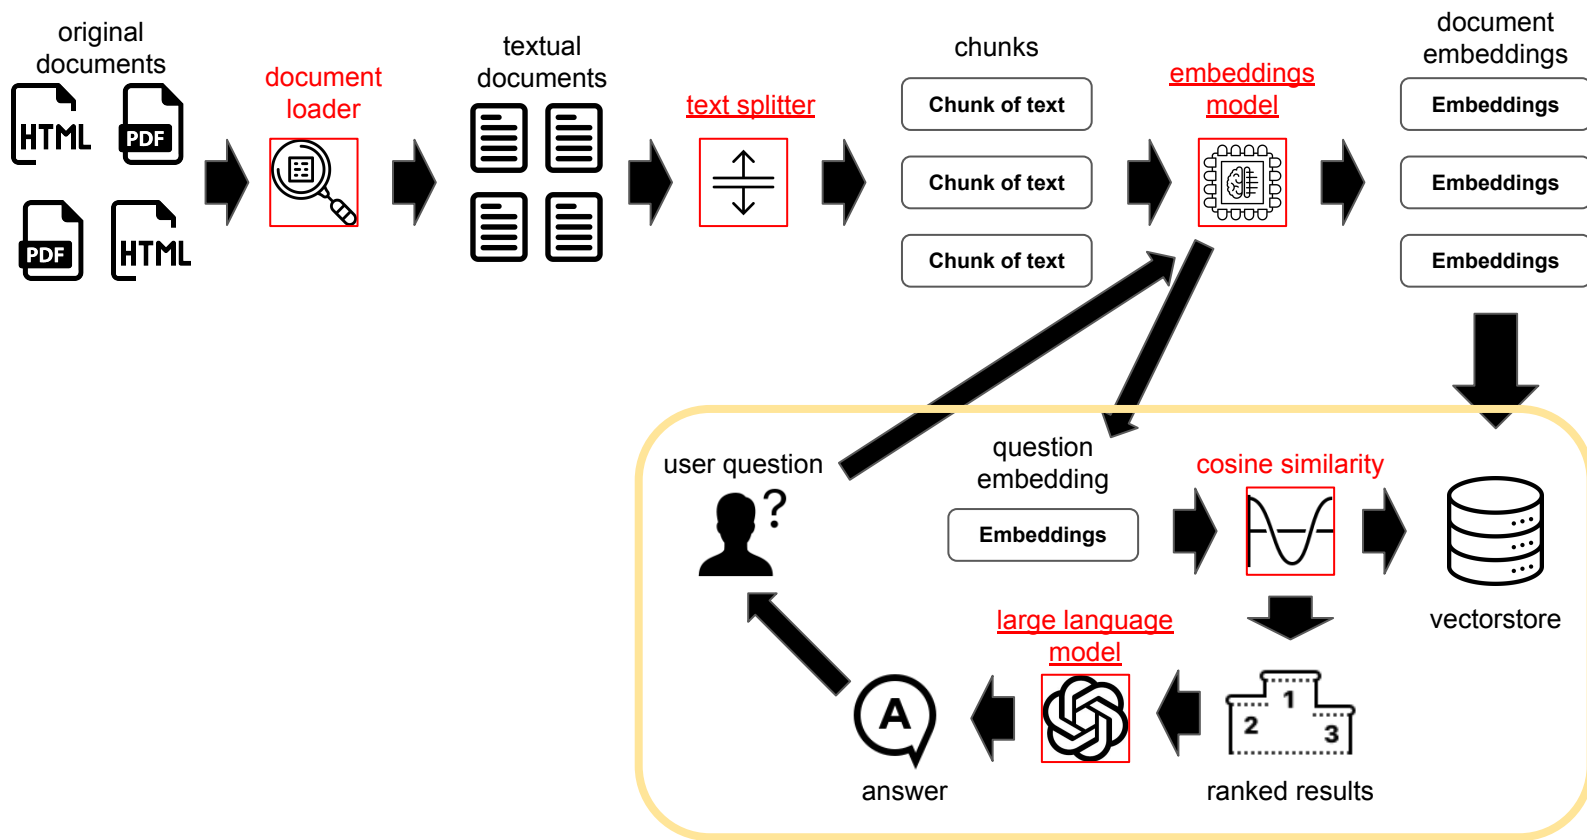 original
documents
HTML
PDF
PDF
HTML
document
loader
textual
documents
text splitter
chunks
Chunk of text
Chunk of text
Chunk of text
embeddings
model
document
embeddings
Embeddings
Embeddings
Embeddings
user question
?
question
embedding
Embeddings
cosine similarity
vectorstore
large language
model
1
2
3
ranked results
A
answer